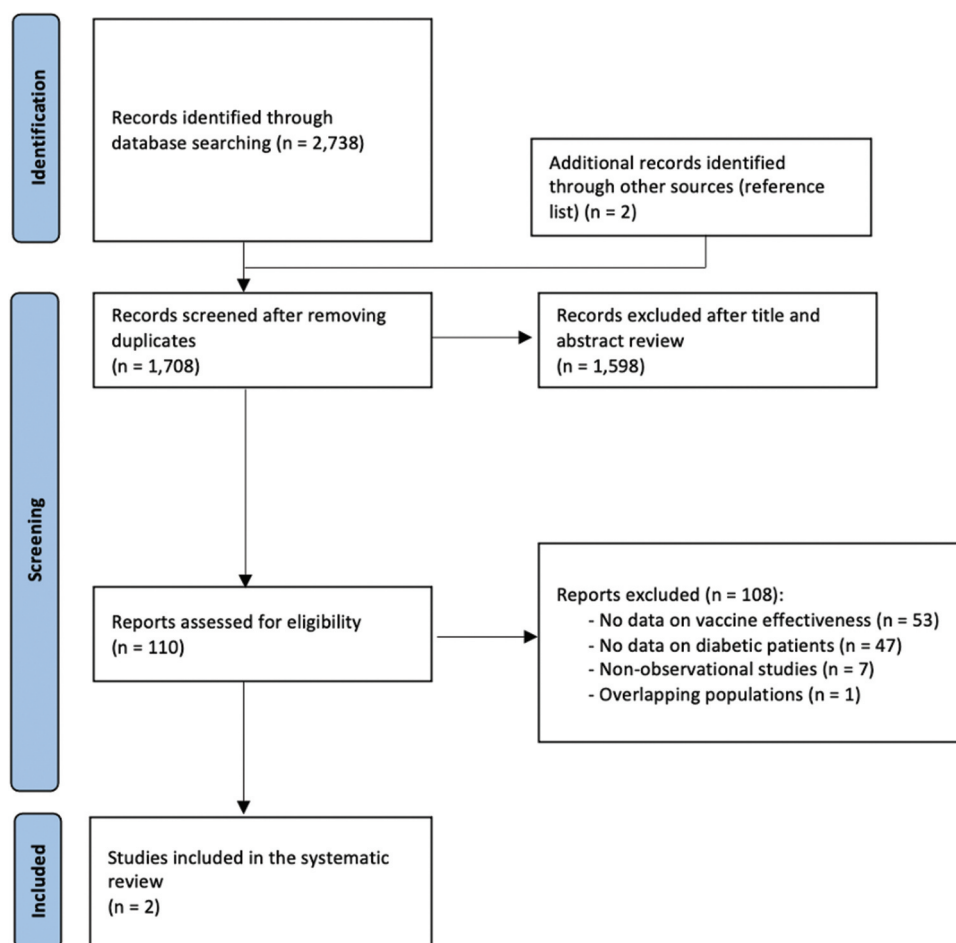 Identification
Records identified through
database searching (n = 2,738)
Additional records identified
through other sources (reference
list) (n = 2)
Screening
Records screened after removing
duplicates
(n = 1,708)
Records excluded after title and
abstract review
(n = 1,598)
Reports assessed for eligibility
(n = 110)
Reports excluded (n = 108):
- No data on vaccine effectiveness (n = 53)
- No data on diabetic patients (n = 47)
- Non-observational studies (n = 7)
- Overlapping populations (n = 1)
Included
Studies included in the systematic
review
(n = 2)